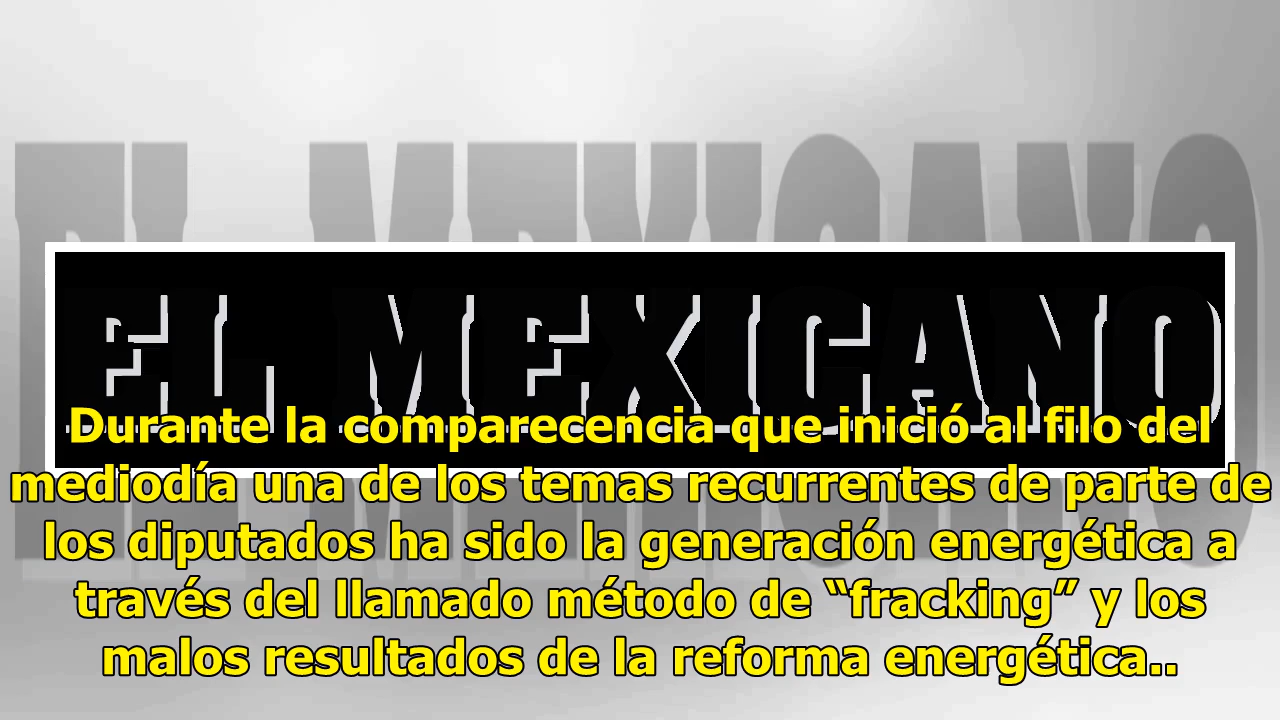 EL MEXICANO
EL MEXICANO
Durante la comparecencia que inició al filo del
mediodía una de los temas recurrentes de parte de
los diputados ha sido la generación energética a
través del llamado método de “fracking” y los
malos resultados de la reforma energética..